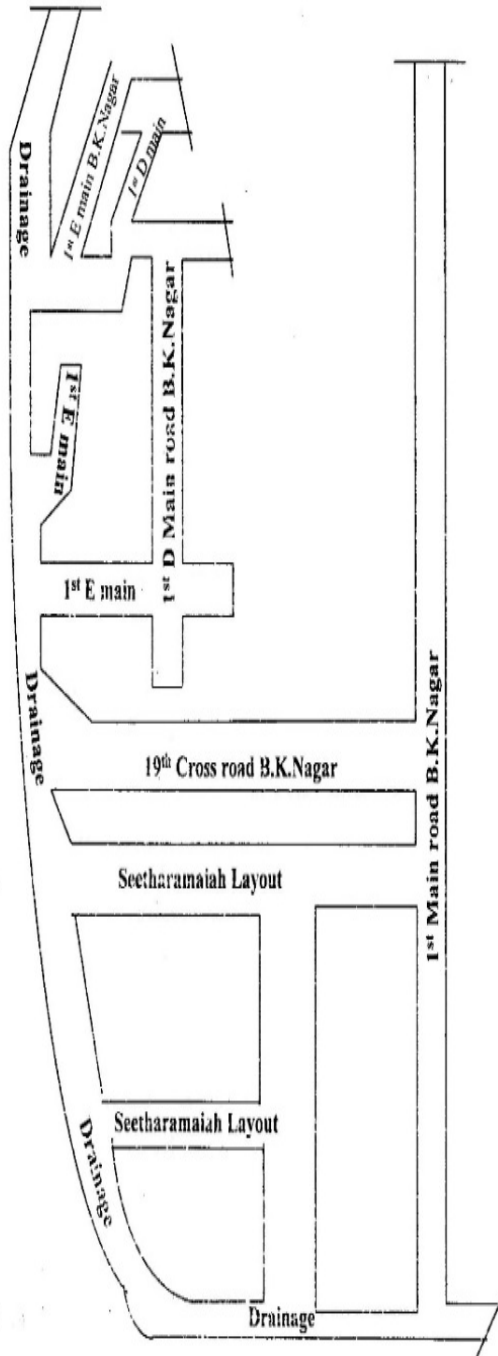 Drainage
1st E main B.K.Nagar
1st D main
1st D Main road B.K.Nagar
1st E main
1st E main
Drainage
19th Cross road B.K.Nagar
1st Main road B.K.Nagar
Seetharamaiah Layout
Seetharamaiah Layout
Drainage
Drainage